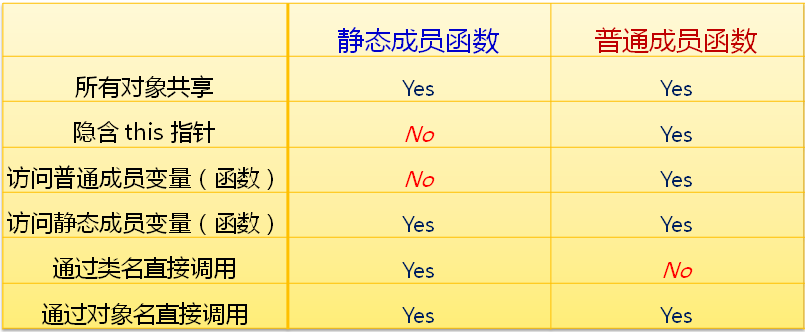 静态成员函数 普通成员函数
所有对象共享 Yes Yes
隐含 this 指针 No Yes
访问普通成员变量（函数） No Yes
访问静态成员变量（函数） Yes Yes
通过类名直接调用 Yes No
通过对象名直接调用 Yes Yes